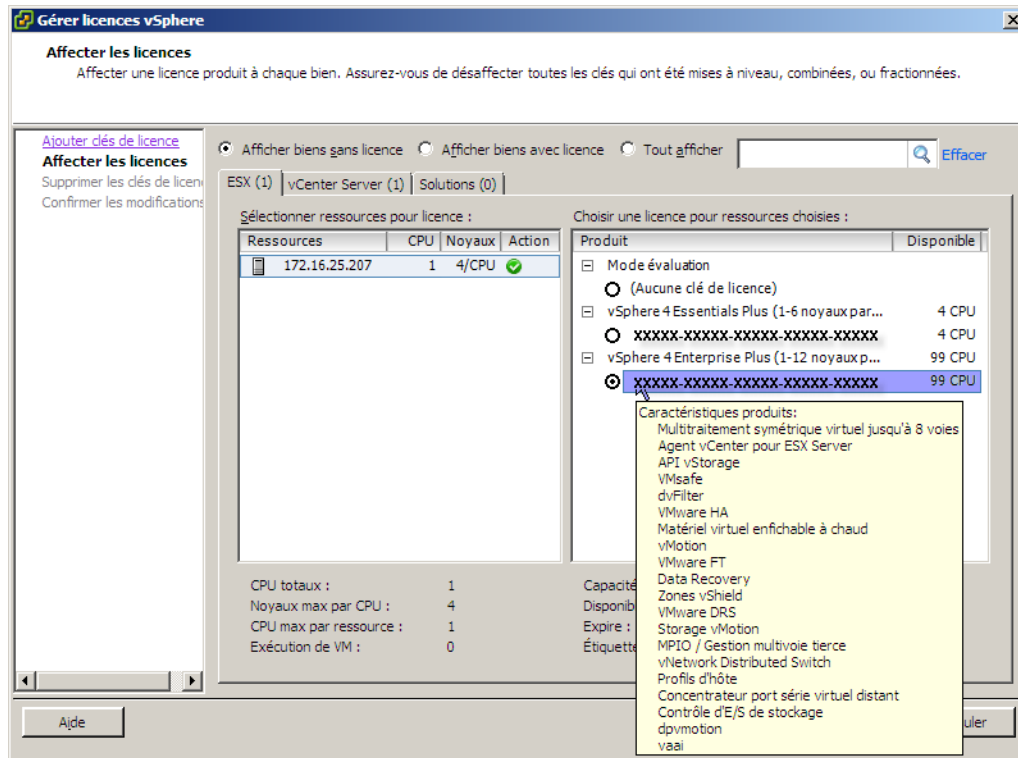 Gérer licences vSphere
Affecter les licences
Affecter une licence produit à chaque bien. Assurez-vous de désaffecter toutes les clés qui ont été mises à niveau, combinées, ou fractionnées.
Ajouter clés de licence
Affecter les licences
Supprimer les clés de licen
Confirmer les modifications
Afficher biens sans licence Afficher biens avec licence Tout afficher Effacer
ESX (1) vCenter Server (1) Solutions (0)
Sélectionner ressources pour licence : Choisir une licence pour ressources choisies :
Ressources CPU Noyaux Action Produit Disponible
172.16.25.207 1 4/CPU Mode évaluation
(Aucune clé de licence)
vSphere 4 Essentials Plus (1-6 noyaux par... 4 CPU
XXXXX-XXXXX-XXXXX-XXXXX-XXXXX 4 CPU
vSphere 4 Enterprise Plus (1-12 noyaux p... 99 CPU
XXXXX-XXXXX-XXXXX-XXXXX-XXXXX 99 CPU
Caractéristiques produits:
Multitraitement symétrique virtuel jusqu'à 8 voies
Agent vCenter pour ESX Server
API vStorage
VMsafe
dvFilter
VMware HA
Matériel virtuel enfichable à chaud
vMotion
VMware FT
Data Recovery
Zones vShield
VMware DRS
Storage vMotion
MPIO / Gestion multivoie tierce
vNetwork Distributed Switch
Profils d'hôte
Concentrateur port série virtuel distant
Contrôle d'E/S de stockage
dpvmotion
vaai
CPU totaux : 1 Capacité
Noyaux max par CPU : 4 Disponib
CPU max par ressource : 1 Expire :
Exécution de VM : 0 Étiquette
Aide uler